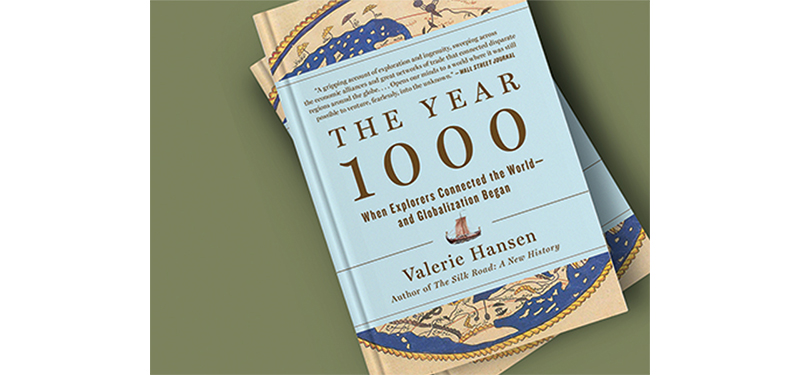 "A gripping account of exploration and ingenuity, sweeping across
the economic alliances and great networks of trade that connected disparate
regions around the globe. . . . Opens our minds to a world where it was still
possible to venture, fearlessly, into the unknown." —WALL STREET JOURNAL
THE YEAR
1000
When Explorers Connected the World—
and Globalization Began
Valerie Hansen
Author of The Silk Road: A New History